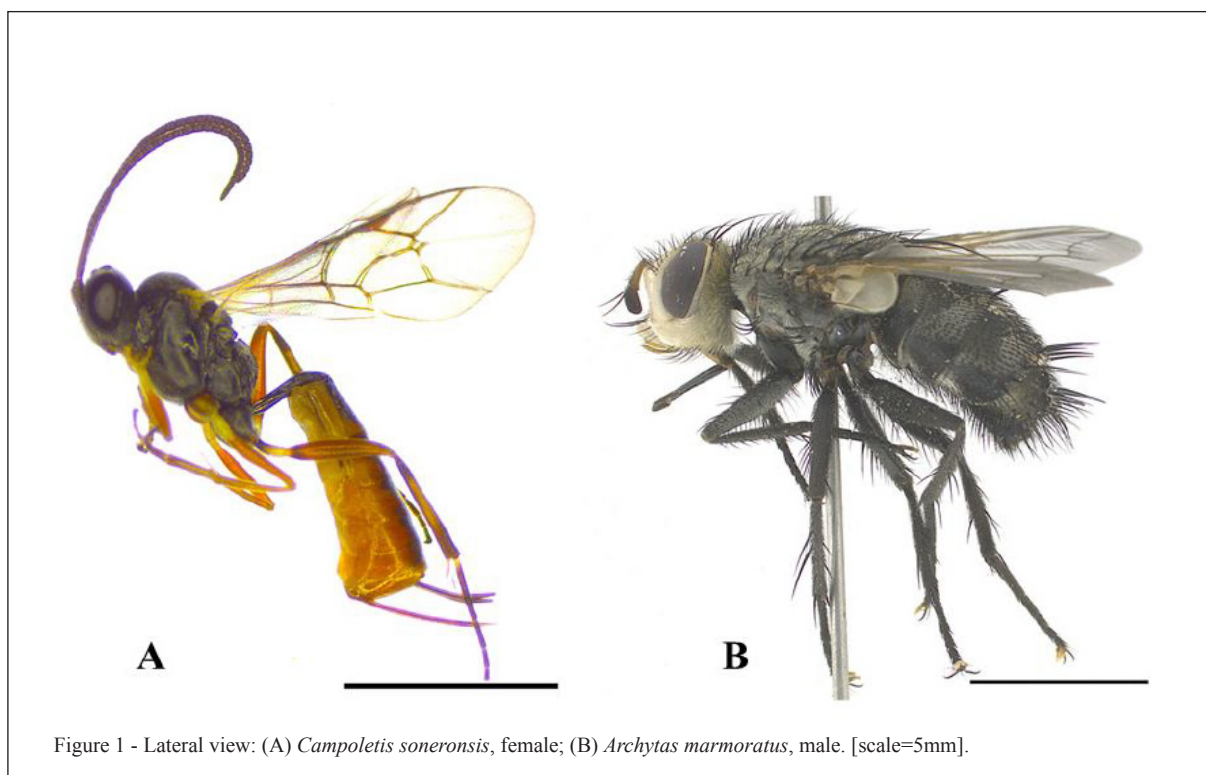 A
B
Figure 1 - Lateral view: (A) Campoletis soneronsis, female; (B) Archytas marmoratus, male. [scale=5mm].